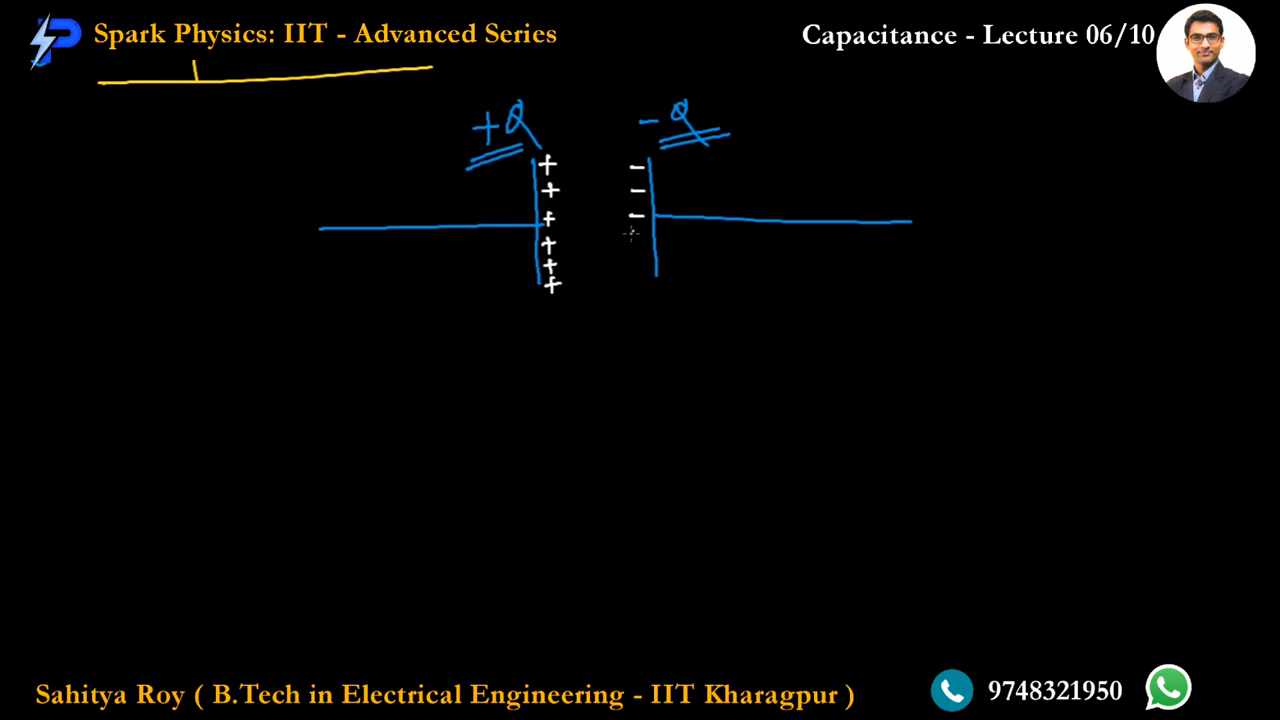 Spark Physics: IIT - Advanced Series
Capacitance - Lecture 06/10
+Q
-Q
+ -
+ -
+ -
+
+
+
Sahitya Roy ( B.Tech in Electrical Engineering - IIT Kharagpur )
9748321950